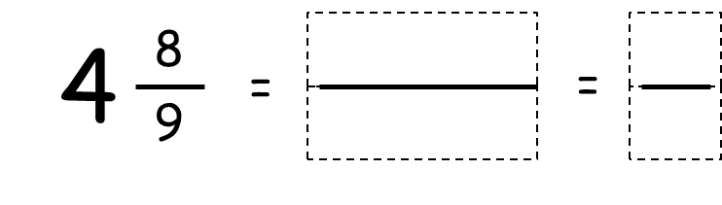 4 8/9 = =